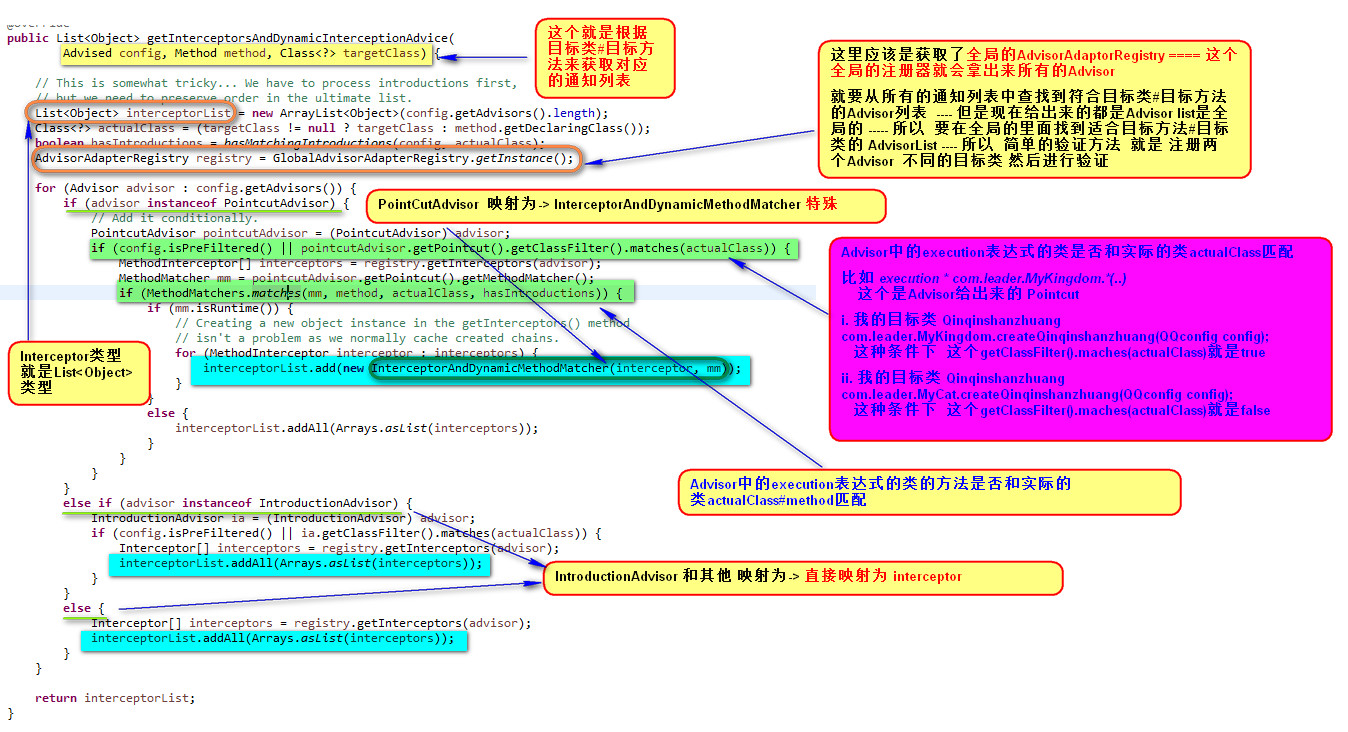 @Override
public List<Object> getInterceptorsAndDynamicInterceptionAdvice(
Advised config, Method method, Class<?> targetClass) {
// This is somewhat tricky... We have to process introductions first,
// but we need to preserve order in the ultimate list.
List<Object> interceptorList = new ArrayList<Object>(config.getAdvisors().length);
Class<?> actualClass = (targetClass != null ? targetClass : method.getDeclaringClass());
boolean hasIntroductions = hasMatchingIntroductions(config, actualClass);
AdvisorAdapterRegistry registry = GlobalAdvisorAdapterRegistry.getInstance();
for (Advisor advisor : config.getAdvisors()) {
if (advisor instanceof PointcutAdvisor) {
// Add it conditionally.
PointcutAdvisor pointcutAdvisor = (PointcutAdvisor) advisor;
if (config.isPreFiltered() || pointcutAdvisor.getPointcut().getClassFilter().matches(actualClass)) {
MethodInterceptor[] interceptors = registry.getInterceptors(advisor);
MethodMatcher mm = pointcutAdvisor.getPointcut().getMethodMatcher();
if (MethodMatchers.matches(mm, method, actualClass, hasIntroductions)) {
if (mm.isRuntime()) {
// Creating a new object instance in the getInterceptors() method
// isn't a problem as we normally cache created chains.
for (MethodInterceptor interceptor : interceptors) {
interceptorList.add(new InterceptorAndDynamicMethodMatcher(interceptor, mm));
}
}
else {
interceptorList.addAll(Arrays.asList(interceptors));
}
}
}
}
else if (advisor instanceof IntroductionAdvisor) {
IntroductionAdvisor ia = (IntroductionAdvisor) advisor;
if (config.isPreFiltered() || ia.getClassFilter().matches(actualClass)) {
Interceptor[] interceptors = registry.getInterceptors(advisor);
interceptorList.addAll(Arrays.asList(interceptors));
}
}
else {
Interceptor[] interceptors = registry.getInterceptors(advisor);
interceptorList.addAll(Arrays.asList(interceptors));
}
}
return interceptorList;
}
这个就是根据
目标类#目标方
法来获取对应
的通知列表
这里应该是获取了全局的AdvisorAdaptorRegistry ==== 这个
全局的注册器就会拿出来所有的Advisor
就要从所有的通知列表中查找到符合目标类#目标方法
的Advisor列表 ---- 但是现在给出来的都是Advisor list是全
局的 ----- 所以 要在全局的里面找到适合目标方法#目标
类的 AdvisorList ---- 所以 简单的验证方法 就是 注册两
个Advisor 不同的目标类 然后进行验证
PointCutAdvisor 映射为-> InterceptorAndDynamicMethodMatcher 特殊
Advisor中的execution表达式的类是否和实际的类actualClass匹配
比如 execution * com.leader.MyKingdom.*(..)
这个是Advisor给出来的 Pointcut
i. 我的目标类 Qinqinshanzhuang
com.leader.MyKingdom.createQinqinshanzhuang(QQconfig config);
这种条件下 这个getClassFilter().maches(actualClass)就是true
ii. 我的目标类 Qinqinshanzhuang
com.leader.MyCat.createQinqinshanzhuang(QQconfig config);
这种条件下 这个getClassFilter().maches(actualClass)就是false
Interceptor类型
就是List<Object>
类型
Advisor中的execution表达式的类的方法是否和实际的
类actualClass#method匹配
IntroductionAdvisor 和其他 映射为-> 直接映射为 interceptor